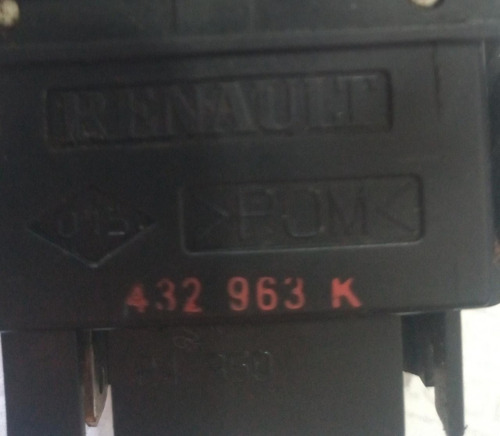 RENAULT
>POM<
432 963 K